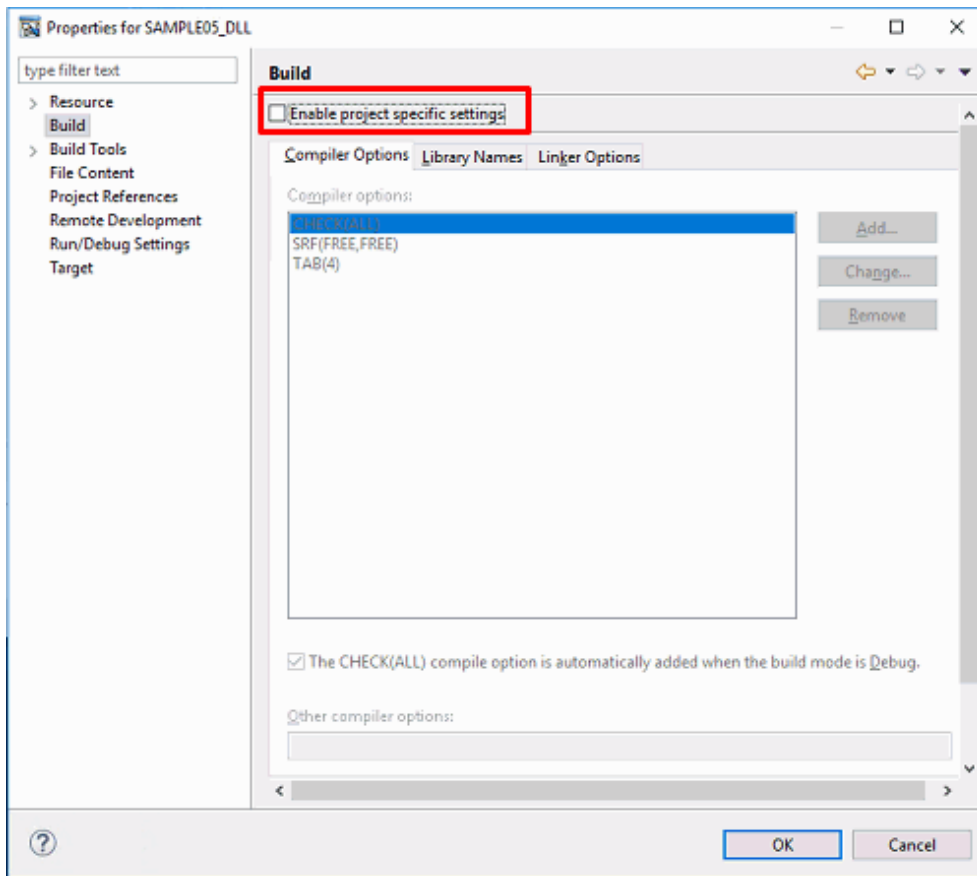 Properties for SAMPLE05_DLL
type filter text
Resource
Build
Build Tools
File Content
Project References
Remote Development
Run/Debug Settings
Target
Build
Enable project specific settings
Compiler Options Library Names Linker Options
Compiler options:
CHECK(ALL)
SRF(FREE,FREE)
TAB(4)
Add...
Change...
Remove
The CHECK(ALL) compile option is automatically added when the build mode is Debug.
Other compiler options:
OK Cancel